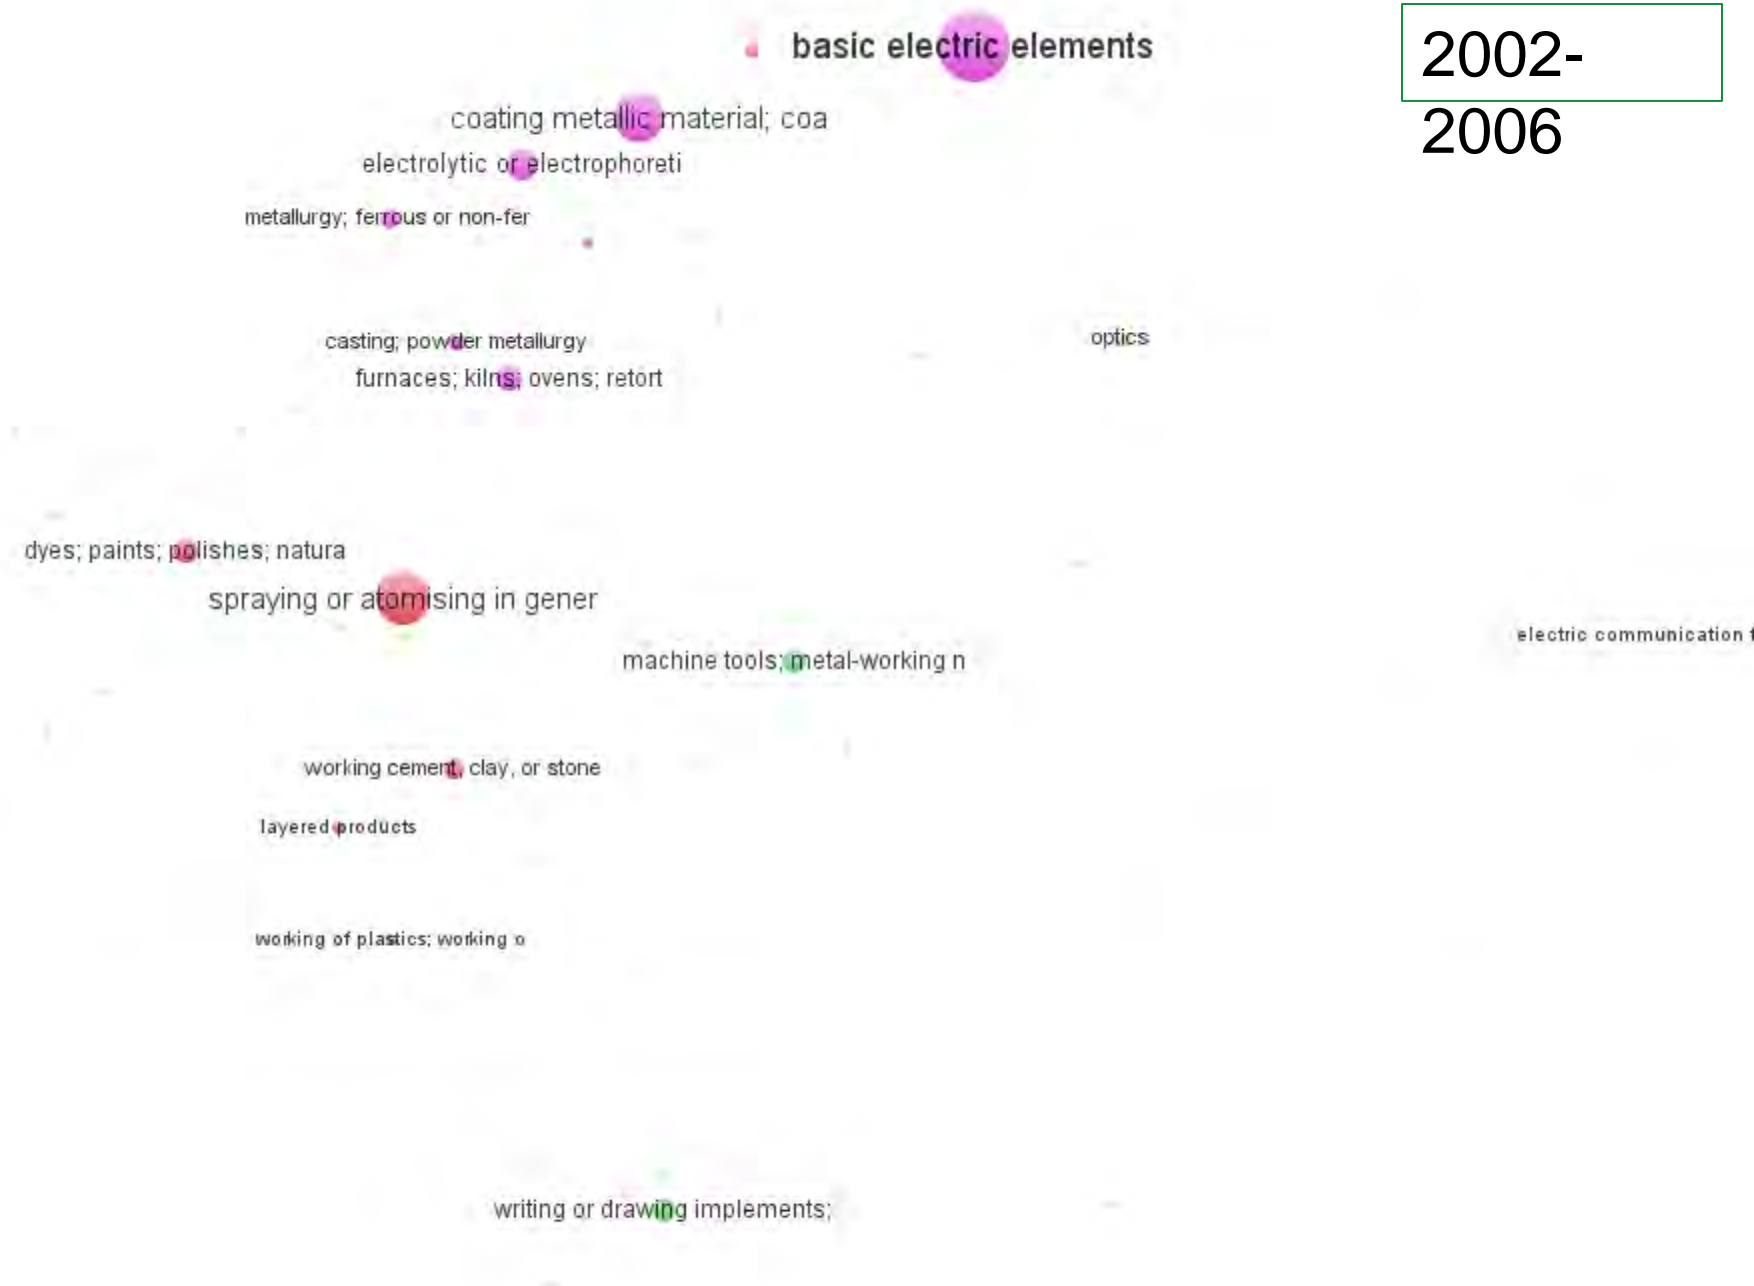 basic electric elements
2002-
2006
coating metallic material; coa
electrolytic or electrophoreti
metallurgy; ferrous or non-fer
casting; powder metallurgy
optics
furnaces; kilns; ovens; retort
dyes; paints; polishes; natura
spraying or atomising in gener
electric communication t
machine tools; metal-working n
working cement, clay, or stone
layered products
working of plastics; working o
writing or drawing implements;